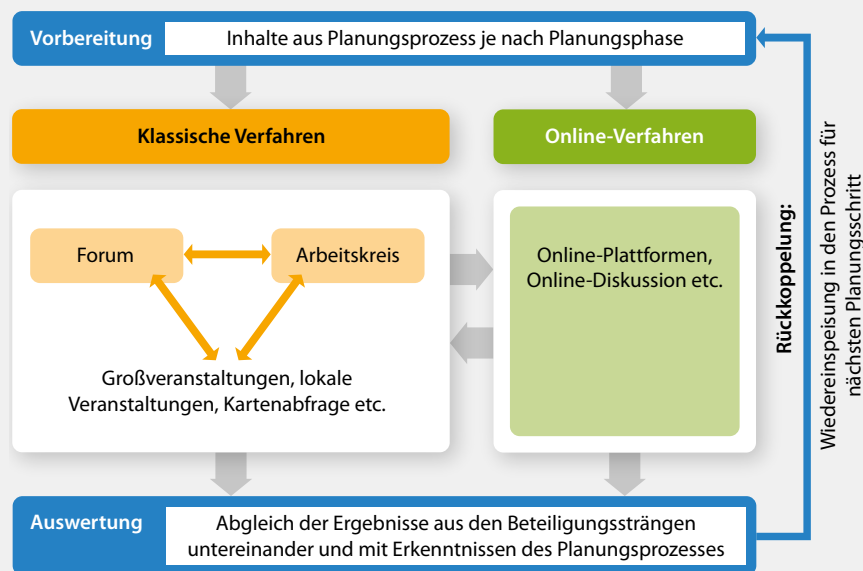 Vorbereitung
Inhalte aus Planungsprozess je nach Planungsphase
Klassische Verfahren
Online-Verfahren
Forum
Arbeitskreis
Großveranstaltungen, lokale
Veranstaltungen, Kartenabfrage etc.
Online-Plattformen,
Online-Diskussion etc.
Rückkoppelung:
Wiedereinspeisung in den Prozess für
nächsten Planungsschritt
Auswertung
Abgleich der Ergebnisse aus den Beteiligungssträngen
untereinander und mit Erkenntnissen des Planungsprozesses